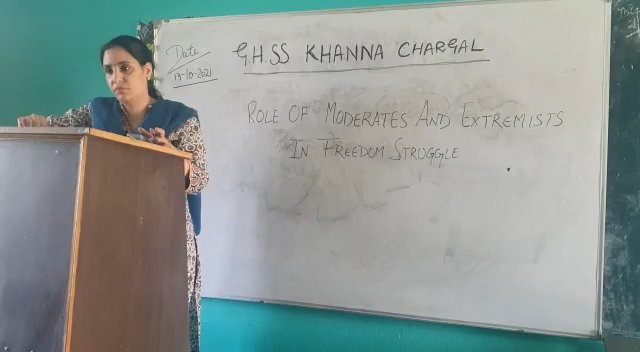 Date
13-10-2021
G.H.SS KHANNA CHARGAL
ROLE OF MODERATES AND EXTREMISTS
IN FREEDOM STRUGGLE